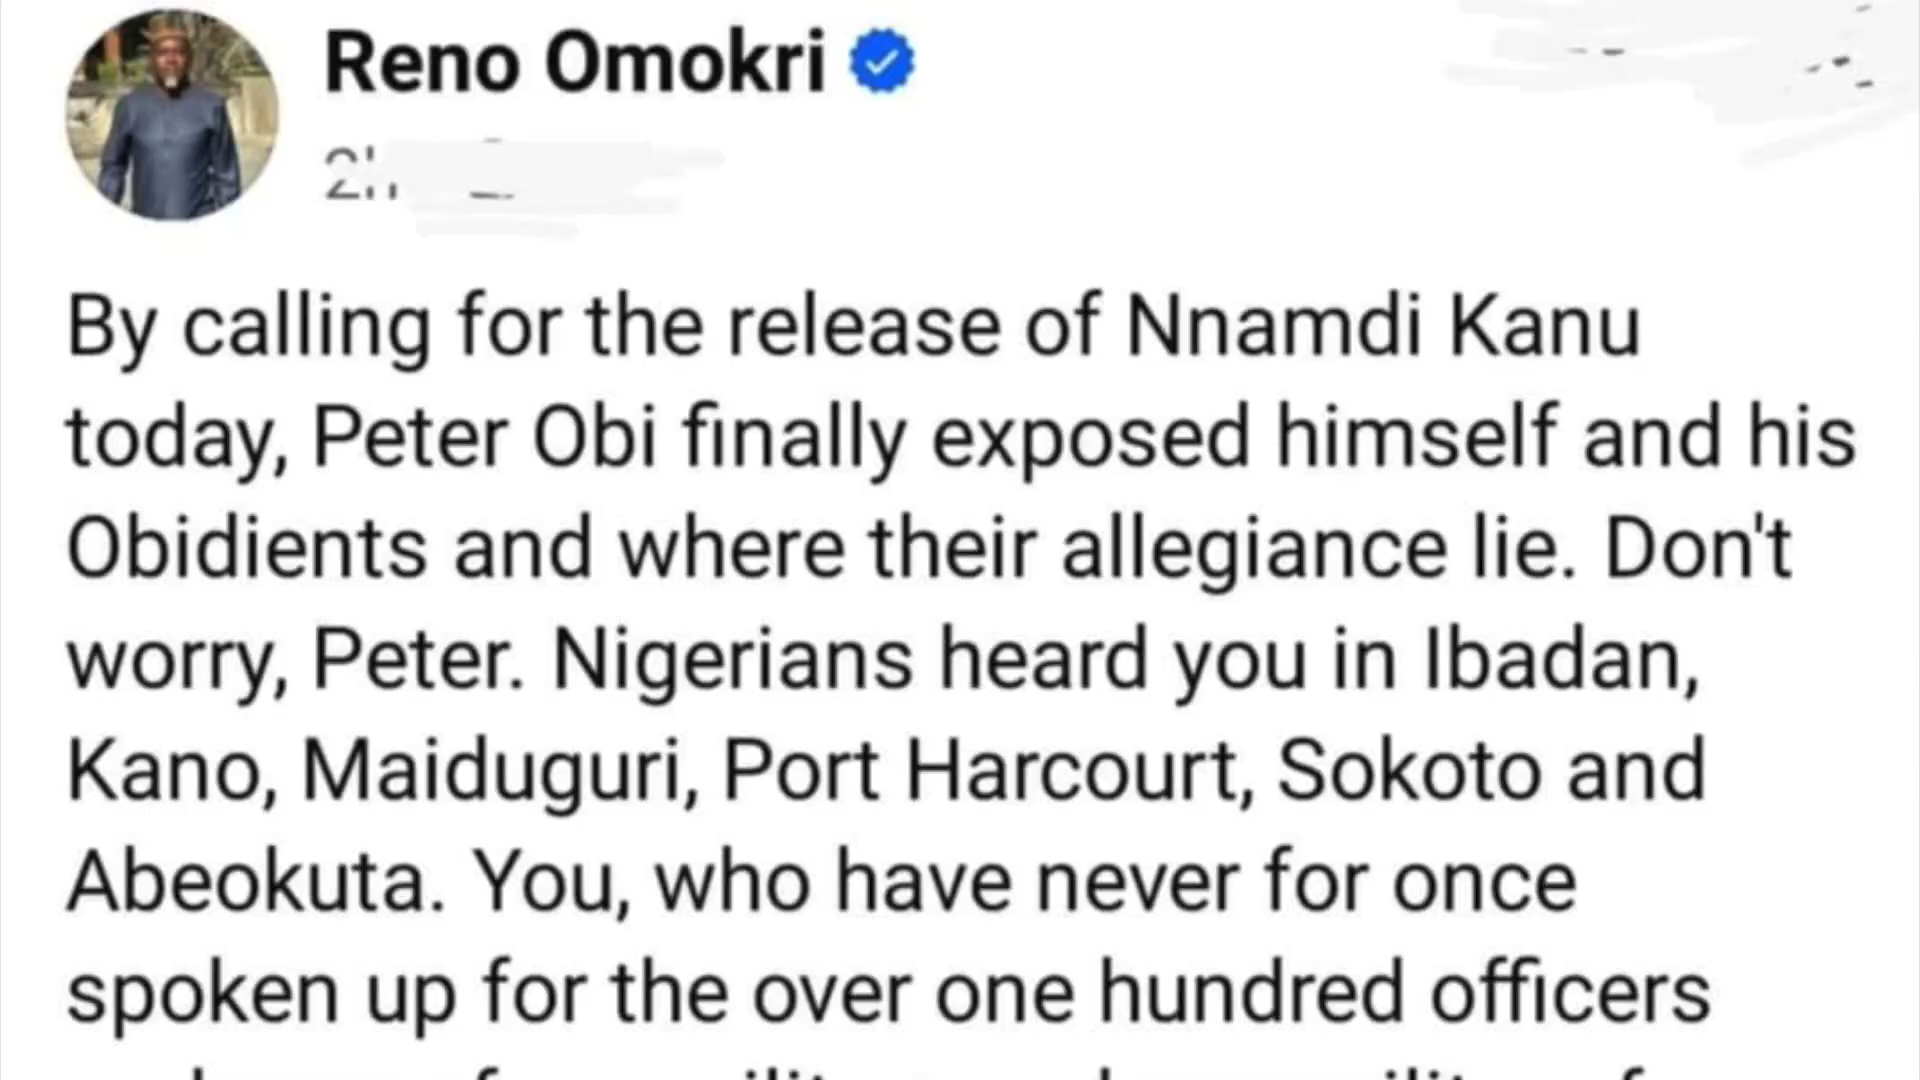 Reno Omokri
2h
By calling for the release of Nnamdi Kanu
today, Peter Obi finally exposed himself and his
Obidients and where their allegiance lie. Don't
worry, Peter. Nigerians heard you in Ibadan,
Kano, Maiduguri, Port Harcourt, Sokoto and
Abeokuta. You, who have never for once
spoken up for the over one hundred officers